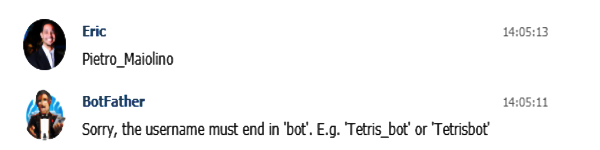 Eric 14:05:13
Pietro_Maiolino
BotFather 14:05:11
Sorry, the username must end in 'bot'. E.g. 'Tetris_bot' or 'Tetrisbot'